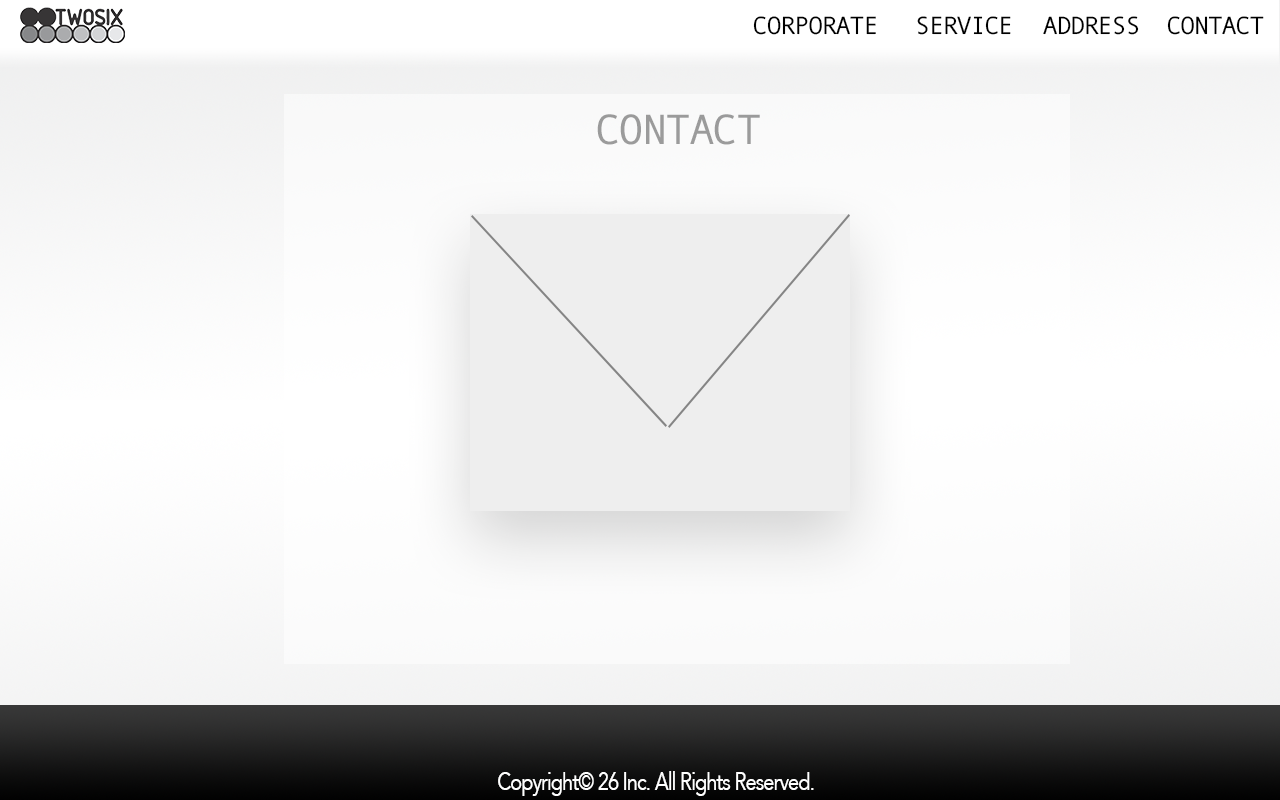 TWOSIX
CORPORATE SERVICE ADDRESS CONTACT
CONTACT
Copyright© 26 Inc. All Rights Reserved.